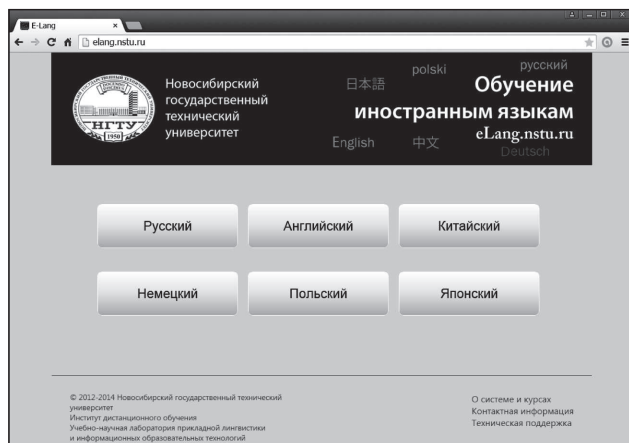 E-Lang
elang.nstu.ru
НГТУ
1950
Новосибирский
государственный
технический
университет
polski
русский
日本語
Обучение
иностранным языкам
eLang.nstu.ru
English
中文
Deutsch
Русский
Английский
Китайский
Немецкий
Польский
Японский
© 2012-2014 Новосибирский государственный технический
университет
Институт дистанционного обучения
Учебно-научная лаборатория прикладной лингвистики
и информационных образовательных технологий
О системе и курсах
Контактная информация
Техническая поддержка